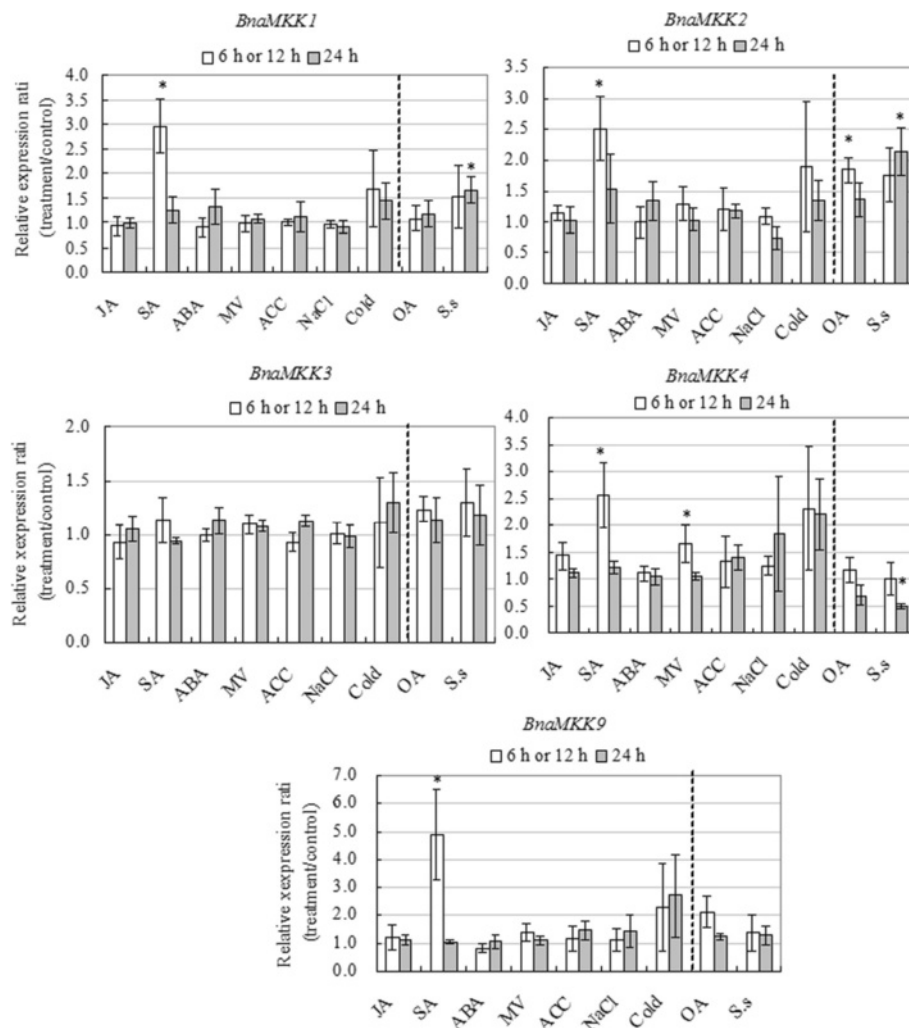 BnaMKK1
6 h or 12 h 24 h
Relative expression rati
(treatment/control)
4.0
3.5
3.0
2.5
2.0
1.5
1.0
0.5
0.0
*
*
JA SA ABA MV ACC NaCl Cold OA S.s
BnaMKK2
6 h or 12 h 24 h
3.5
3.0
2.5
2.0
1.5
1.0
0.5
0.0
*
*
*
JA SA ABA MV ACC NaCl Cold OA S.s
BnaMKK3
6 h or 12 h 24 h
Relative xexpression rati
(treatment/control)
2.0
1.5
1.0
0.5
0.0
JA SA ABA MV ACC NaCl Cold OA S.s
BnaMKK4
6 h or 12 h 24 h
4.0
3.5
3.0
2.5
2.0
1.5
1.0
0.5
0.0
*
*
*
JA SA ABA MV ACC NaCl Cold OA S.s
BnaMKK9
6 h or 12 h 24 h
Relative xexpression rati
(treatment/control)
7.0
6.0
5.0
4.0
3.0
2.0
1.0
0.0
*
JA SA ABA MV ACC NaCl Cold OA S.s